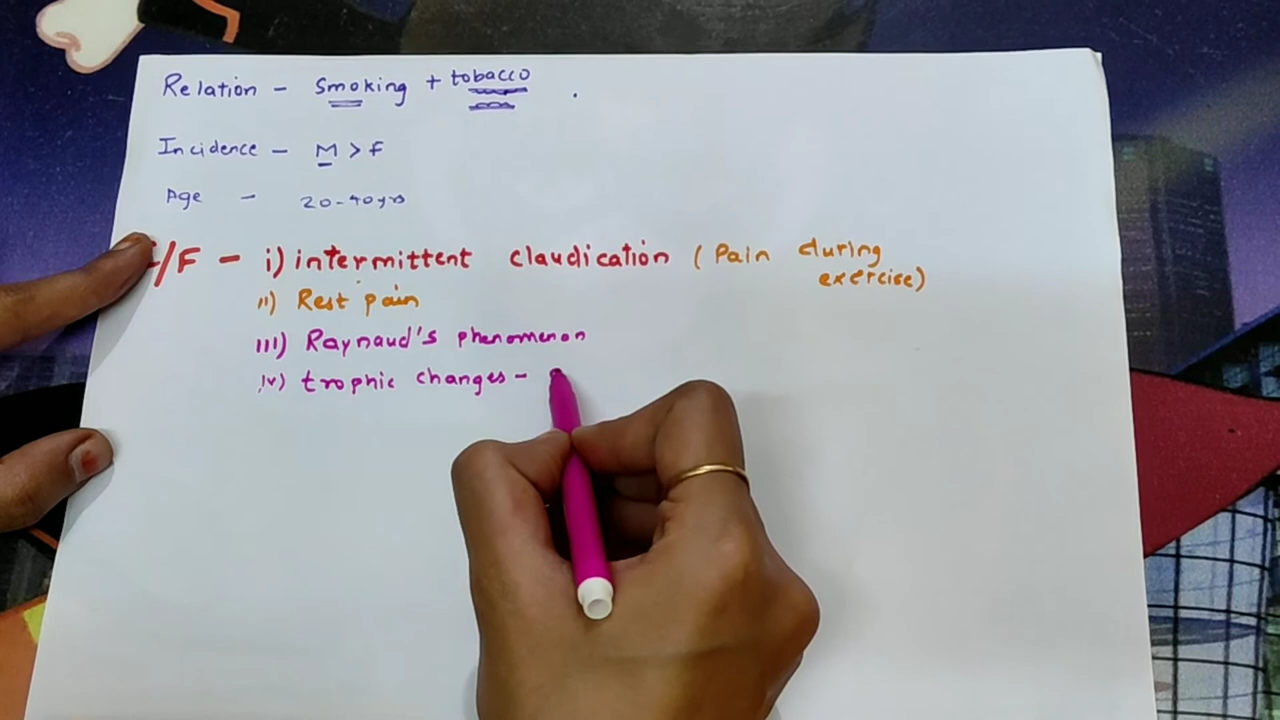 Relation - Smoking + tobacco .
Incidence - M > F
Age - 20-40yrs
/F - i) intermittent claudication (Pain during
exercise)
ii) Rest pain
iii) Raynaud's phenomenon
iv) trophic changes -